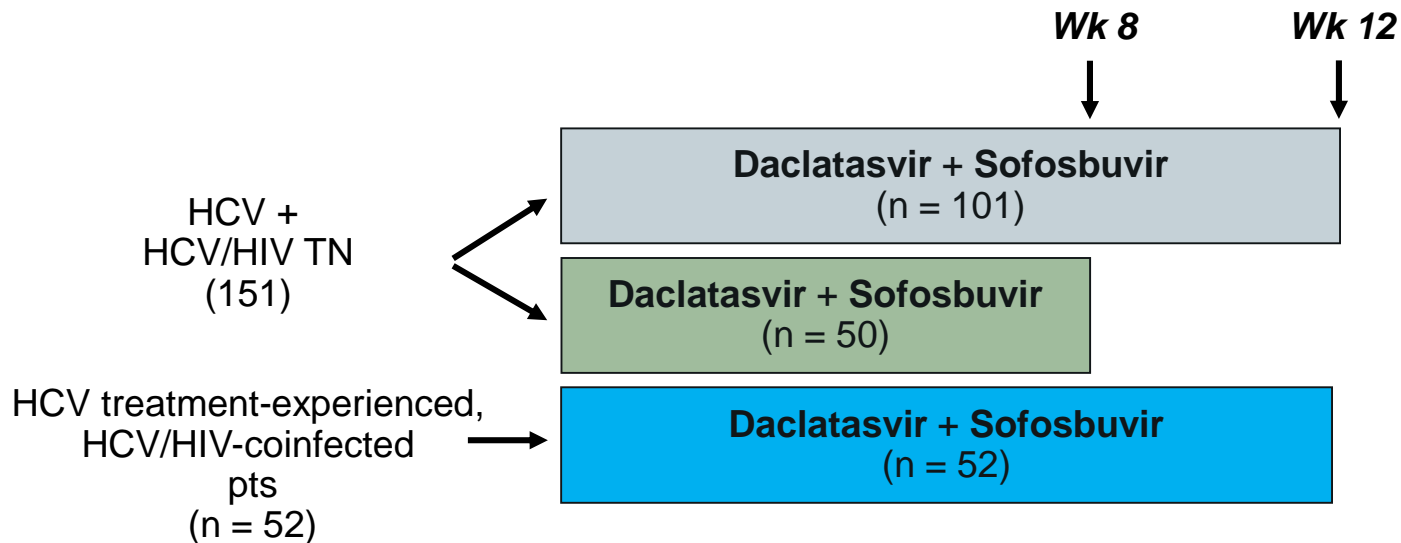 Wk 8
Wk 12
Daclatasvir + Sofosbuvir
(n = 101)
HCV +
HCV/HIV TN
(151)
Daclatasvir + Sofosbuvir
(n = 50)
HCV treatment-experienced,
HCV/HIV-coinfected
pts
(n = 52)
Daclatasvir + Sofosbuvir
(n = 52)